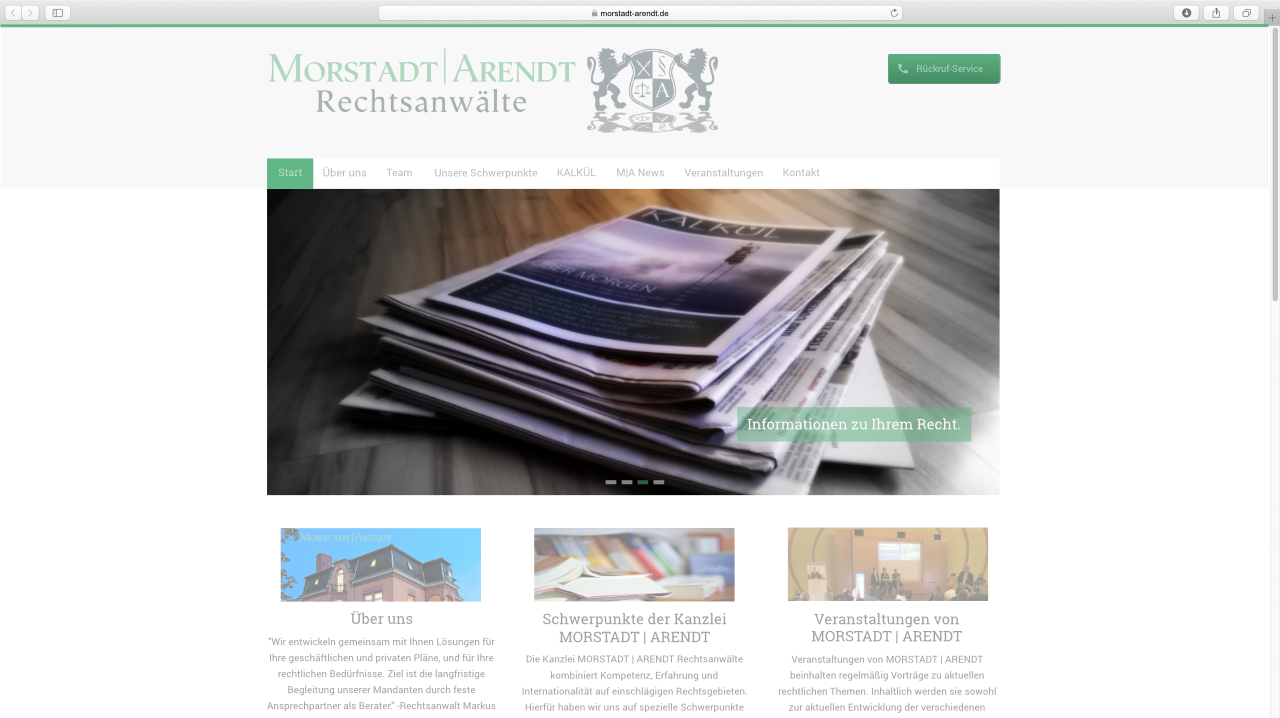 morstadt-arendt.de
MORSTADT|ARENDT
Rechtsanwälte
§
A
Rückruf-Service
Start
Über uns
Team
Unsere Schwerpunkte
KALKÜL
M|A News
Veranstaltungen
Kontakt
KALKÜL
ÜBER MORGEN
Informationen zu Ihrem Recht.
MORSTADT|ARENDT
Über uns
"Wir entwickeln gemeinsam mit Ihnen Lösungen für
Ihre geschäftlichen und privaten Pläne, und für Ihre
rechtlichen Bedürfnisse. Ziel ist die langfristige
Begleitung unserer Mandanten durch feste
Ansprechpartner als Berater." -Rechtsanwalt Markus
Schwerpunkte der Kanzlei
MORSTADT | ARENDT
Die Kanzlei MORSTADT | ARENDT Rechtsanwälte
kombiniert Kompetenz, Erfahrung und
Internationalität auf einschlägigen Rechtsgebieten.
Hierfür haben wir uns auf spezielle Schwerpunkte
Veranstaltungen von
MORSTADT | ARENDT
Veranstaltungen von MORSTADT | ARENDT
beinhalten regelmäßig Vorträge zu aktuellen
rechtlichen Themen. Inhaltlich werden sie sowohl
zur aktuellen Entwicklung der verschiedenen